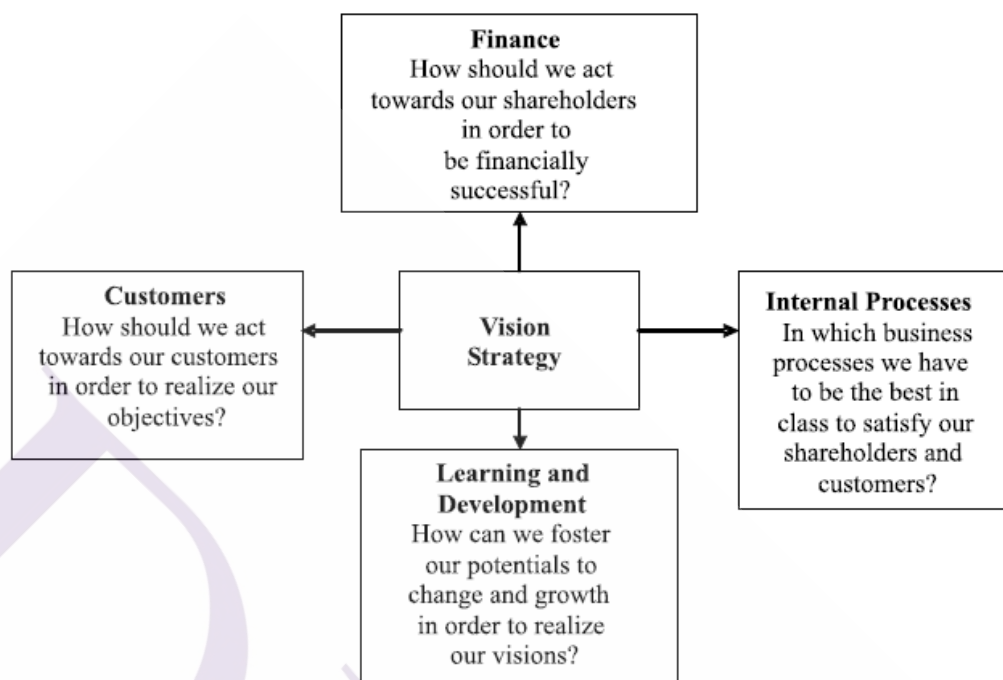 Finance
How should we act
towards our shareholders
in order to
be financially
successful?
Customers
How should we act
towards our customers
in order to realize our
objectives?
Vision
Strategy
Internal Processes
In which business
processes we have
to be the best in
class to satisfy our
shareholders and
customers?
Learning and
Development
How can we foster
our potentials to
change and growth
in order to realize
our visions?